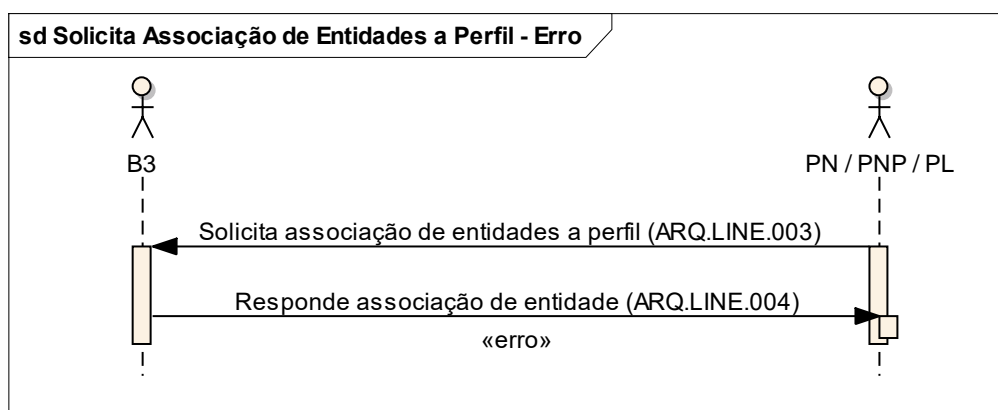 sd Solicita Associação de Entidades a Perfil - Erro
B3
PN / PNP / PL
Solicita associação de entidades a perfil (ARQ.LINE.003)
Responde associação de entidade (ARQ.LINE.004)
«erro»